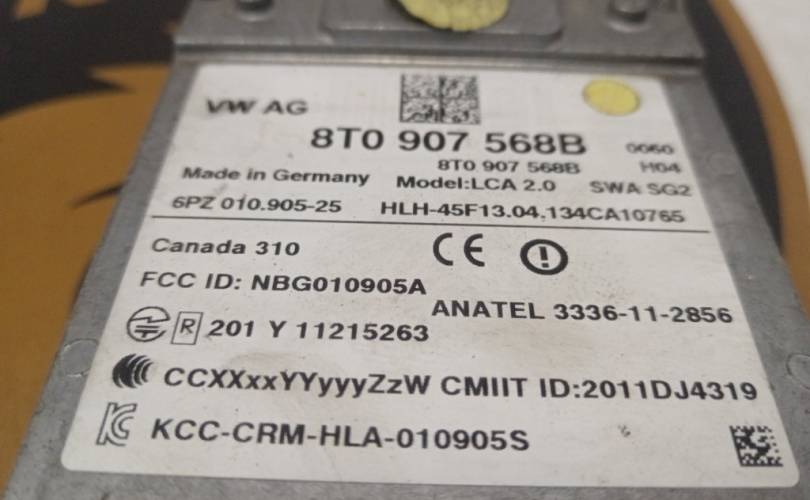 VW AG
8T0 907 568B 0060
8T0 907 568B H04
Made in Germany Model:LCA 2.0 SWA SG2
6PZ 010.905-25 HLH-45F13.04.134CA10765
Canada 310 CE
FCC ID: NBG010905A
ANATEL 3336-11-2856
R 201 Y 11215263
CCXXxxYYyyyZzW CMIIT ID:2011DJ4319
KC KCC-CRM-HLA-010905S